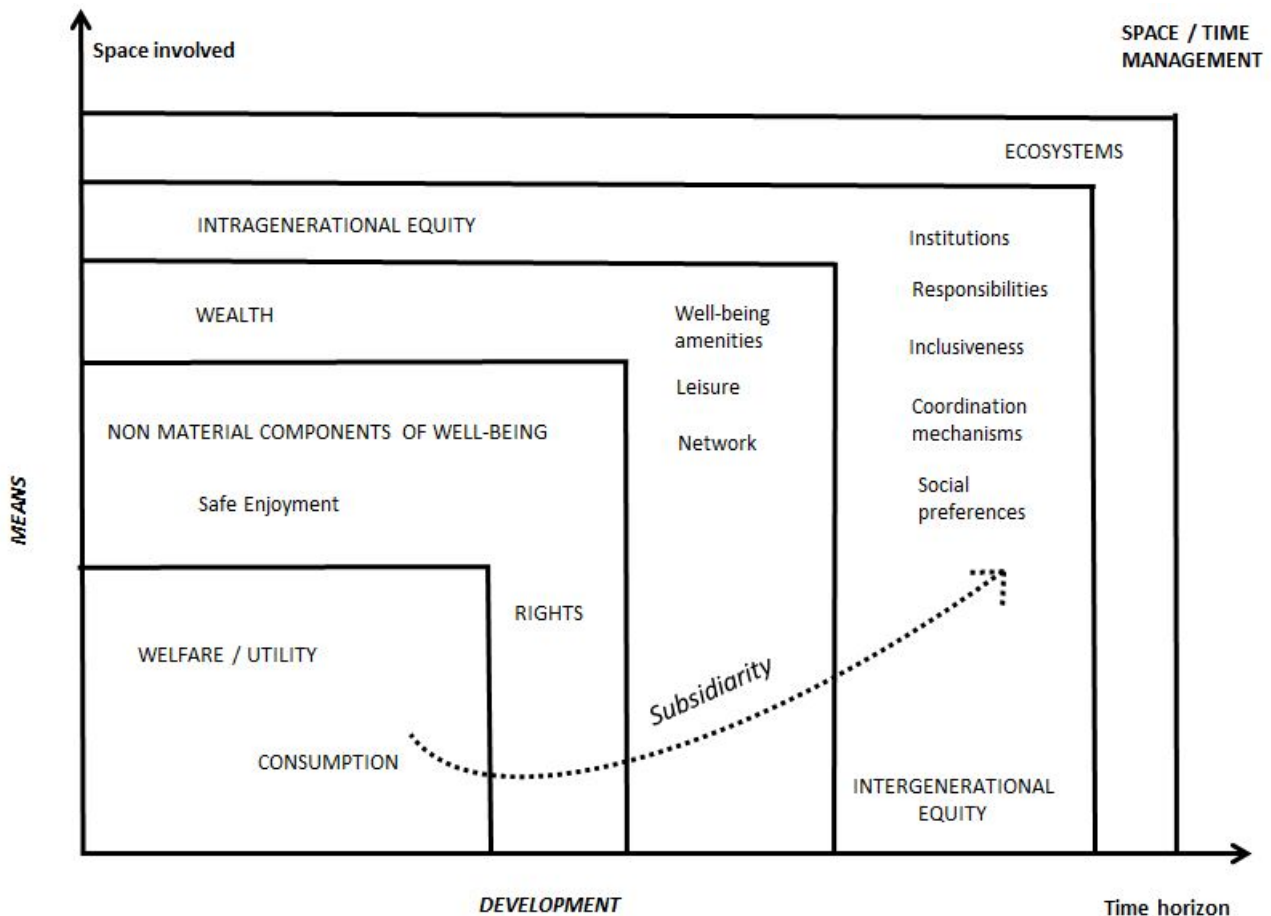 Space involved
SPACE / TIME
MANAGEMENT
ECOSYSTEMS
INTRAGENERATIONAL EQUITY
Institutions
Responsibilities
WEALTH
Well-being
amenities
Inclusiveness
Leisure
Coordination
mechanisms
NON MATERIAL COMPONENTS OF WELL-BEING
Network
Social
preferences
Safe Enjoyment
MEANS
RIGHTS
WELFARE / UTILITY
Subsidiarity
CONSUMPTION
INTERGENERATIONAL
EQUITY
DEVELOPMENT
Time horizon